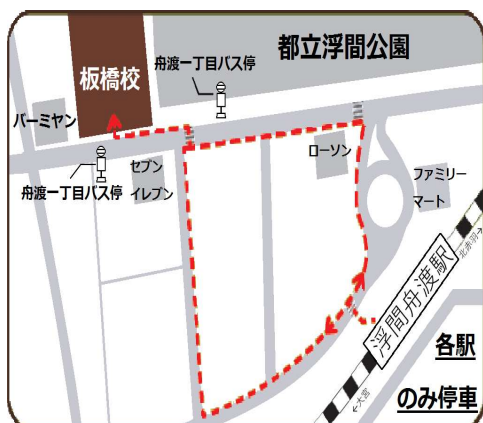 都立浮間公園
舟渡一丁目バス停
板橋校
バーミヤン
舟渡一丁目バス停
セブン
イレブン
ローソン
ファミリー
マート
北赤羽→
浮間舟渡駅
←大宮
各駅
のみ停車